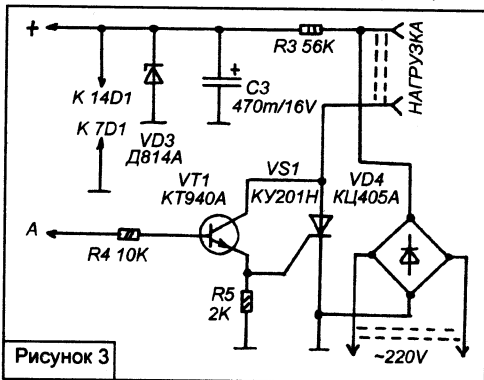 +
R3 56K
НАГРУЗКА
К 14D1
C3
470m/16V
К 7D1
VD3
Д814А
VT1
КТ940А
VS1
КУ201Н
VD4
КЦ405А
А
R4 10K
R5
2K
~220V
Рисунок 3
+